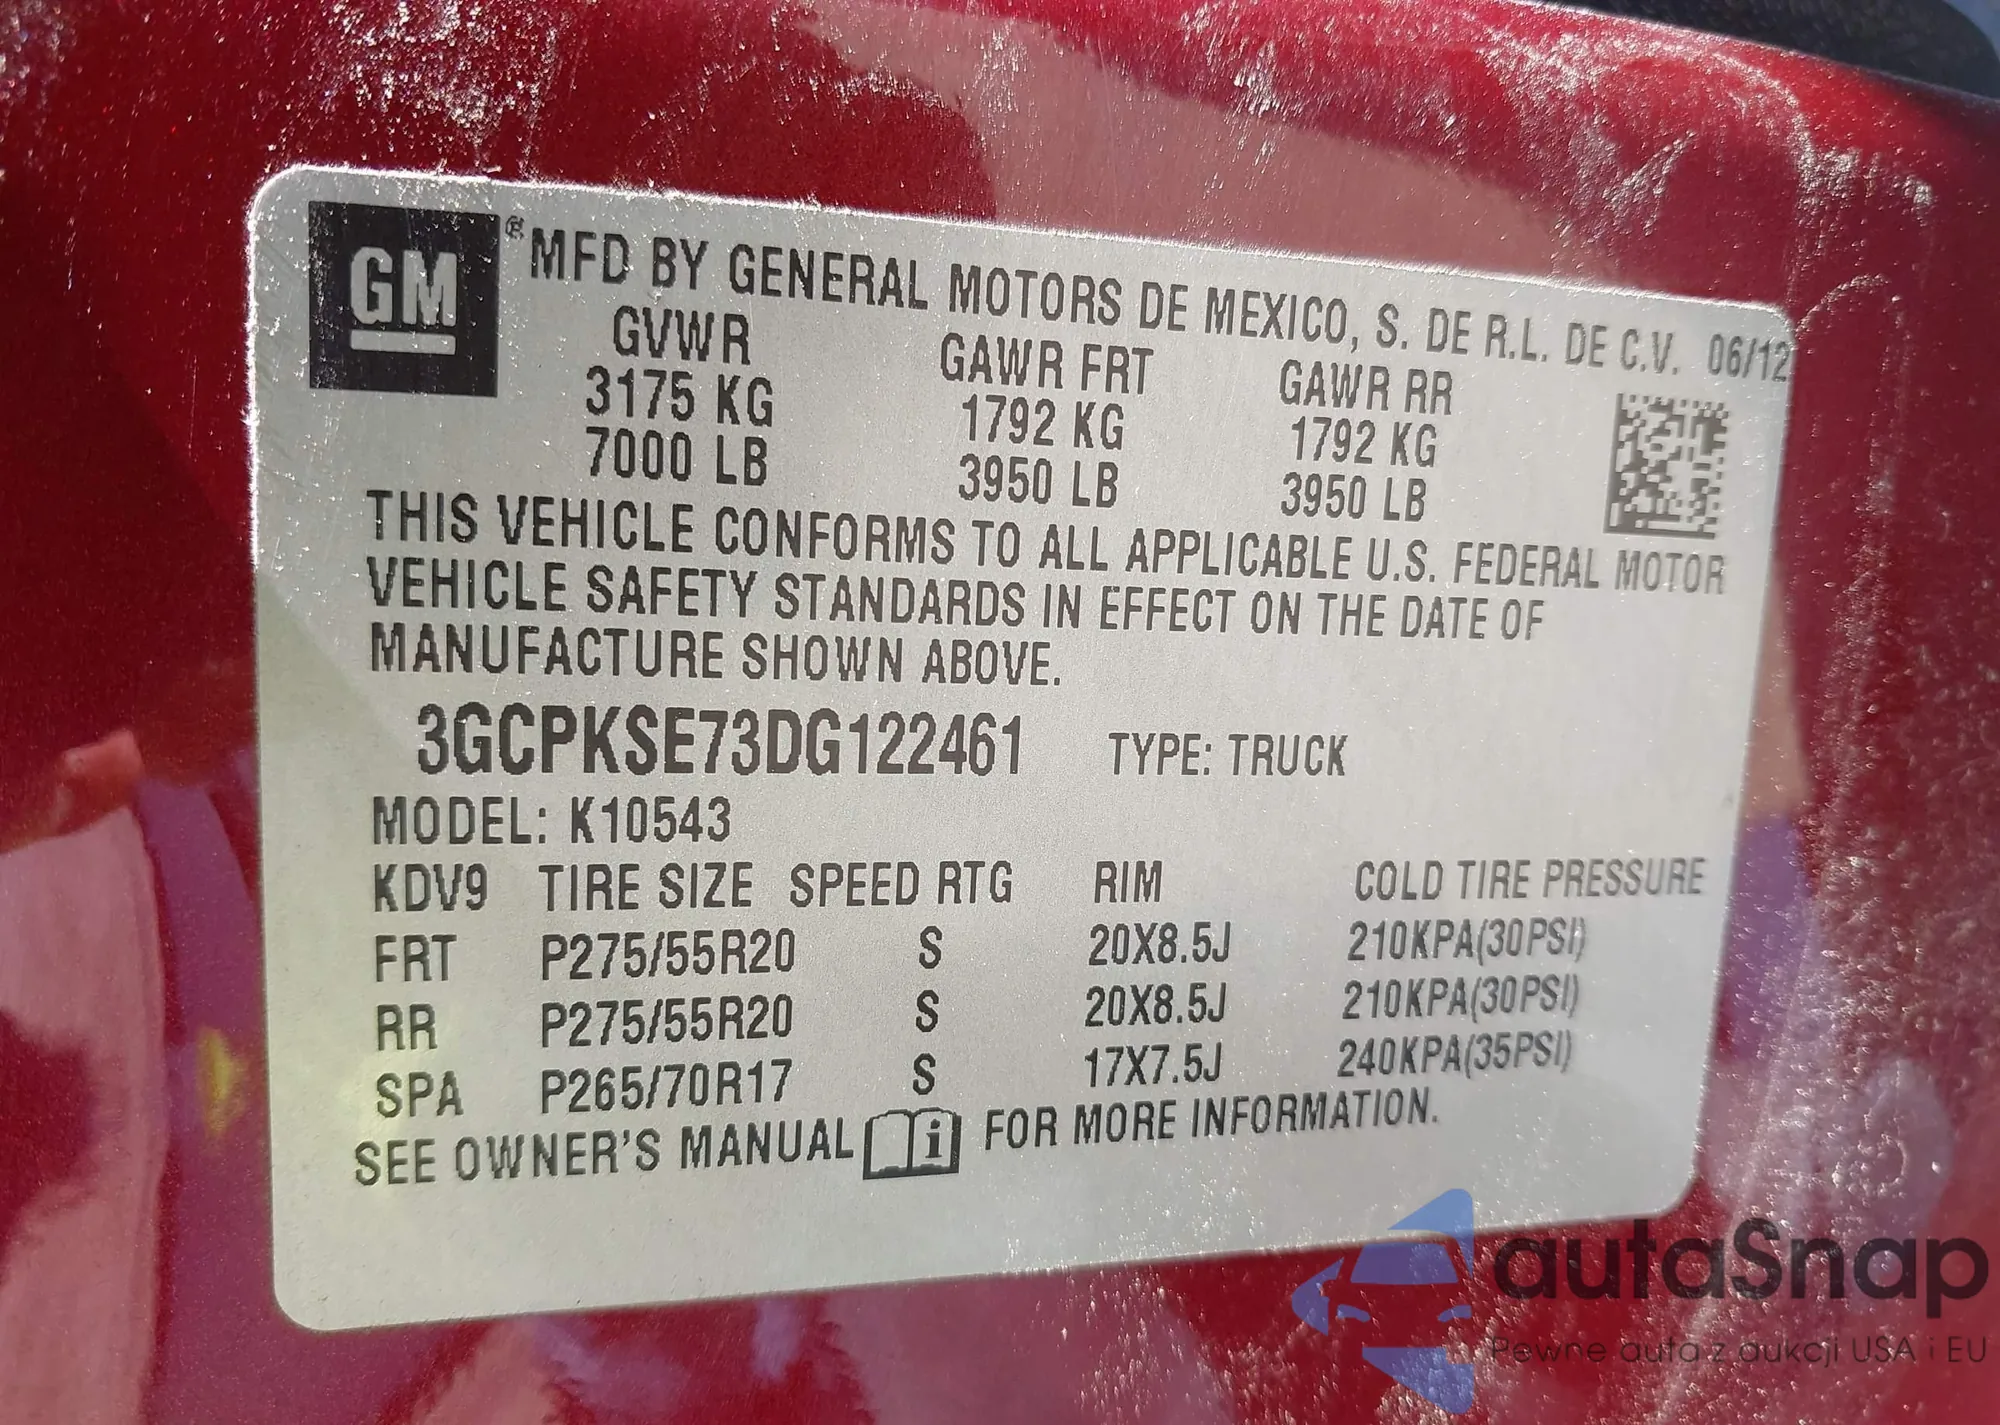 GM® MFD BY GENERAL MOTORS DE MEXICO, S. DE R.L. DE C.V. 06/12
GVWR GAWR FRT GAWR RR
3175 KG 1792 KG 1792 KG
7000 LB 3950 LB 3950 LB
THIS VEHICLE CONFORMS TO ALL APPLICABLE U.S. FEDERAL MOTOR
VEHICLE SAFETY STANDARDS IN EFFECT ON THE DATE OF
MANUFACTURE SHOWN ABOVE.
3GCPKSE73DG122461 TYPE: TRUCK
MODEL: K10543
KDV9 TIRE SIZE SPEED RTG RIM COLD TIRE PRESSURE
FRT P275/55R20 S 20X8.5J 210KPA(30PSI)
RR P275/55R20 S 20X8.5J 210KPA(30PSI)
SPA P265/70R17 S 17X7.5J 240KPA(35PSI)
SEE OWNER'S MANUAL i FOR MORE INFORMATION.
autaSnap
Pewne auta z aukcji USA i EU